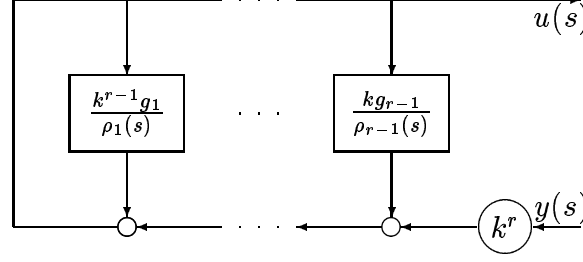 u(s)
k^{r-1}g_1 / ρ_1(s)
kg_{r-1} / ρ_{r-1}(s)
y(s)
k^r